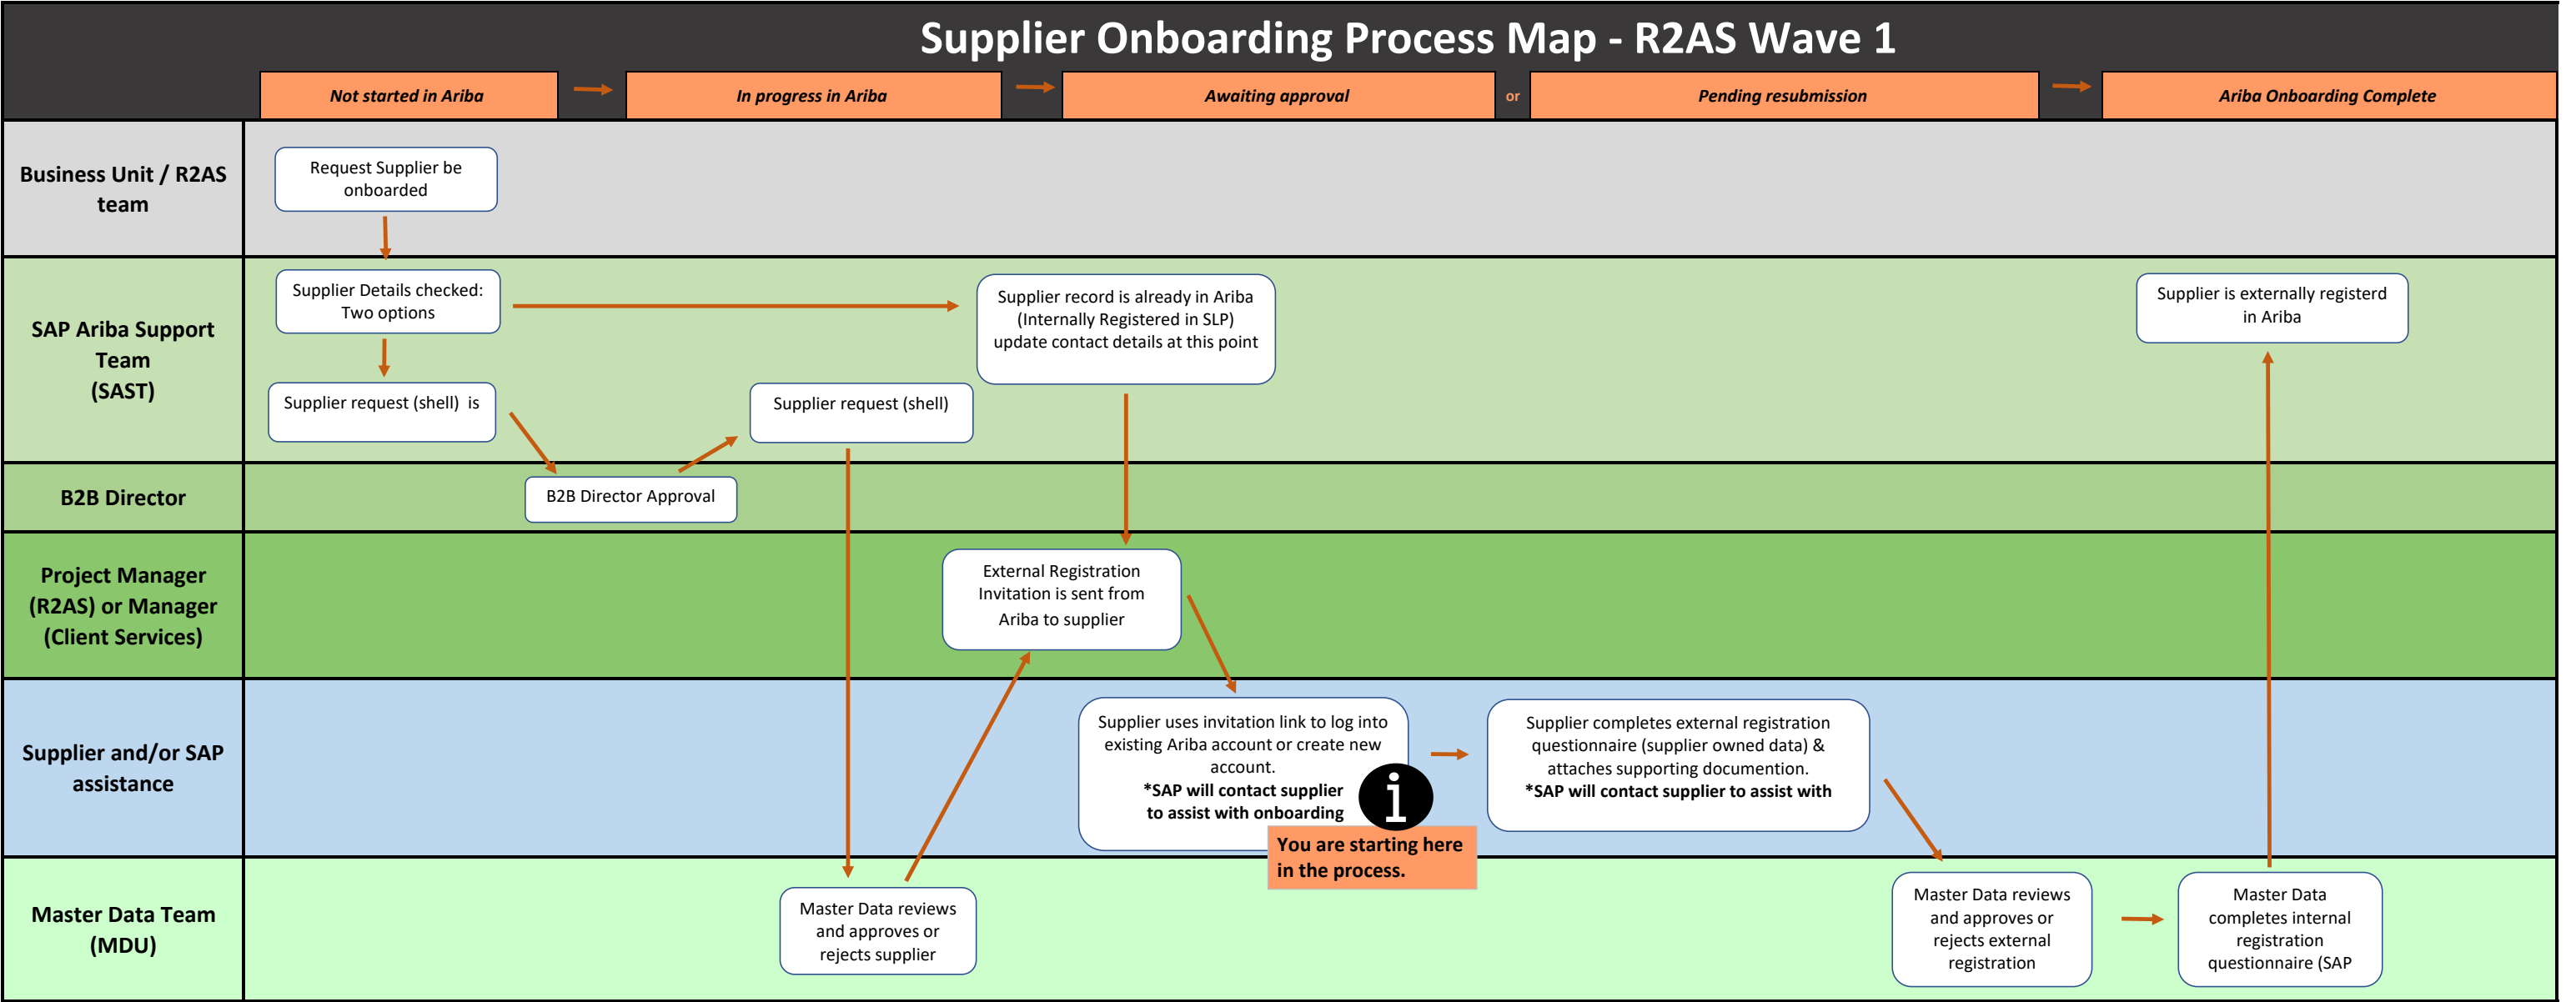 Supplier Onboarding Process Map - R2AS Wave 1
Not started in Ariba
In progress in Ariba
Awaiting approval
or
Pending resubmission
Ariba Onboarding Complete
Business Unit / R2AS
team
Request Supplier be
onboarded
SAP Ariba Support
Team
(SAST)
Supplier Details checked:
Two options
Supplier record is already in Ariba
(Internally Registered in SLP)
update contact details at this point
Supplier is externally registerd
in Ariba
Supplier request (shell)  is
Supplier request (shell)
B2B Director
B2B Director Approval
Project Manager
(R2AS) or Manager
(Client Services)
External Registration
Invitation is sent from
Ariba to supplier
Supplier and/or SAP
assistance
Supplier uses invitation link to log into
existing Ariba account or create new
account.
*SAP will contact supplier
to assist with onboarding
i
You are starting here
in the process.
Supplier completes external registration
questionnaire (supplier owned data) &
attaches supporting documention.
*SAP will contact supplier to assist with
Master Data Team
(MDU)
Master Data reviews
and approves or
rejects supplier
Master Data reviews
and approves or
rejects external
registration
Master Data
completes internal
registration
questionnaire (SAP